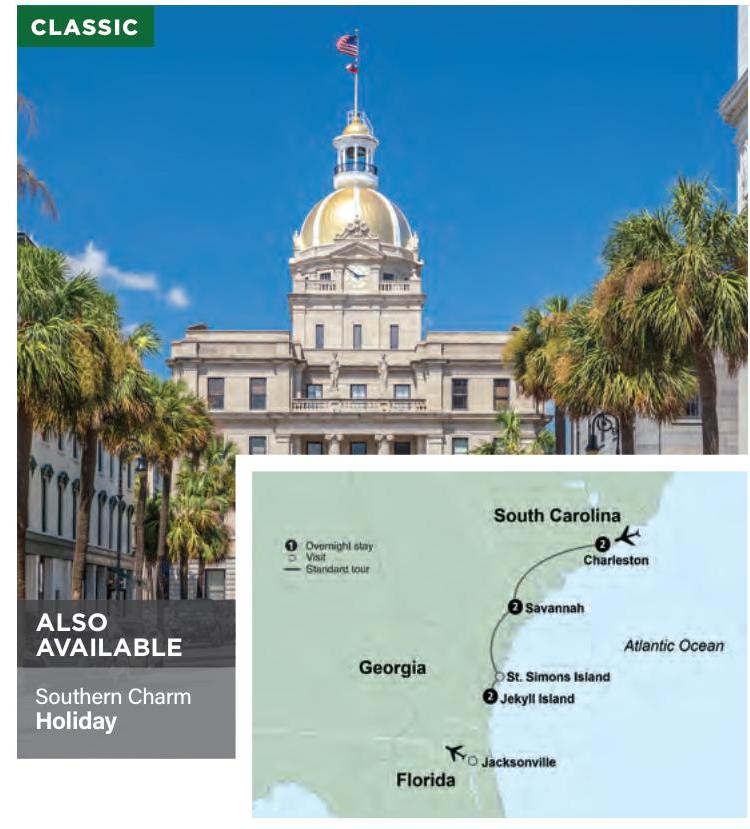 CLASSIC
ALSO
AVAILABLE
Southern Charm
Holiday
1 Overnight stay
Visit
Standard tour
South Carolina
2
Charleston
2 Savannah
Atlantic Ocean
Georgia
St. Simons Island
2 Jekyll Island
Jacksonville
Florida